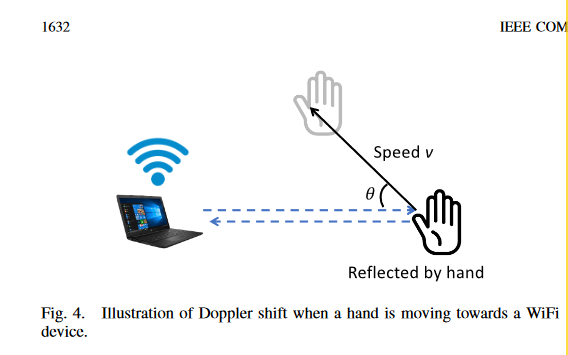 1632
IEEE COM
Speed v
θ
Reflected by hand
Fig. 4. Illustration of Doppler shift when a hand is moving towards a WiFi
device.